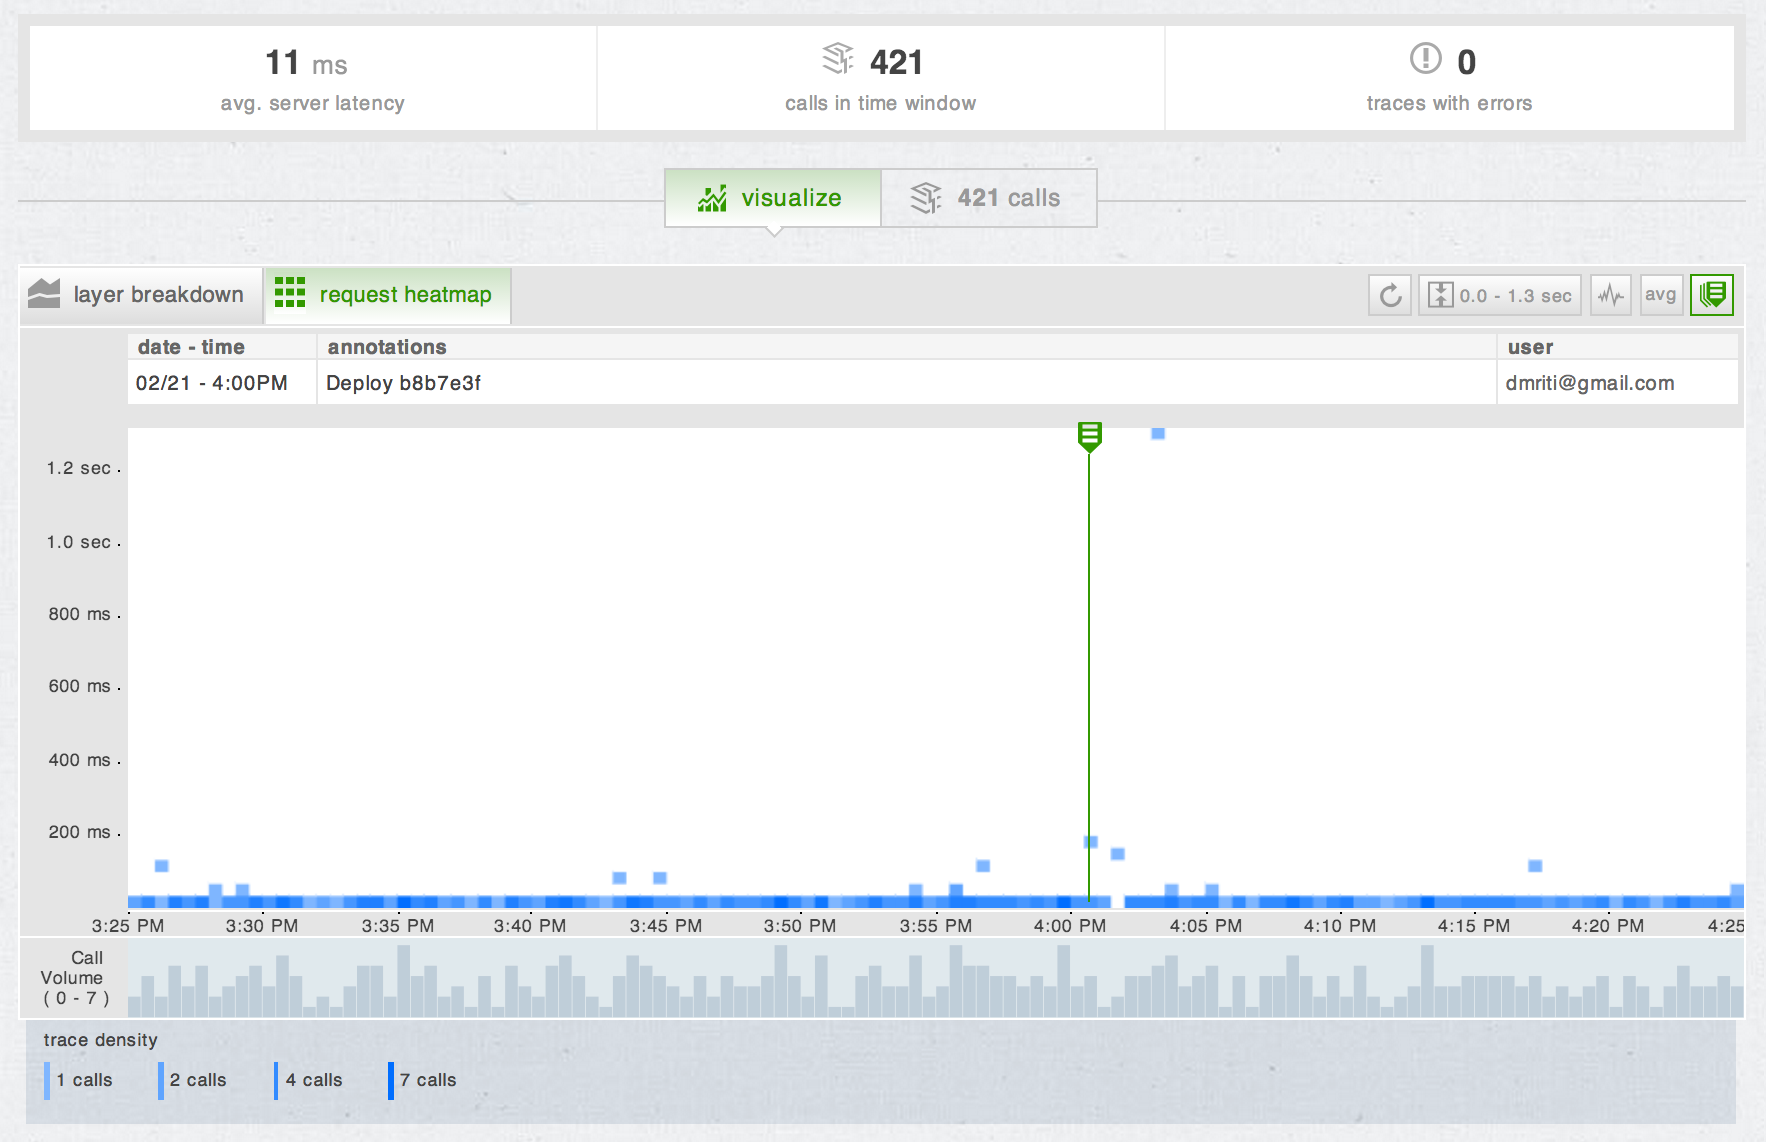 11 ms
avg. server latency
421
calls in time window
0
traces with errors
visualize
421 calls
layer breakdown
request heatmap
0.0 - 1.3 sec
avg
date - time annotations user
02/21 - 4:00PM Deploy b8b7e3f dmriti@gmail.com
1.2 sec
1.0 sec
800 ms
600 ms
400 ms
200 ms
3:25 PM 3:30 PM 3:35 PM 3:40 PM 3:45 PM 3:50 PM 3:55 PM 4:00 PM 4:05 PM 4:10 PM 4:15 PM 4:20 PM 4:25
Call
Volume
( 0 - 7 )
trace density
1 calls 2 calls 4 calls 7 calls